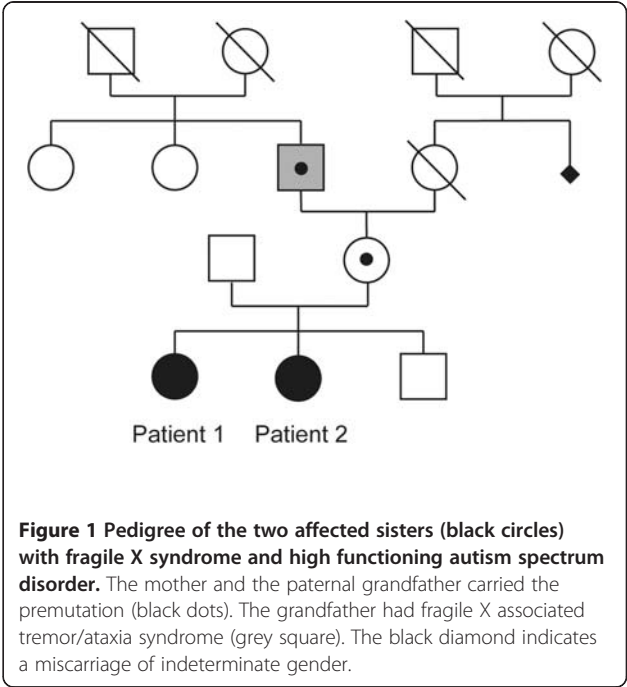 Patient 1 Patient 2
Figure 1 Pedigree of the two affected sisters (black circles)
with fragile X syndrome and high functioning autism spectrum
disorder. The mother and the paternal grandfather carried the
premutation (black dots). The grandfather had fragile X associated
tremor/ataxia syndrome (grey square). The black diamond indicates
a miscarriage of indeterminate gender.